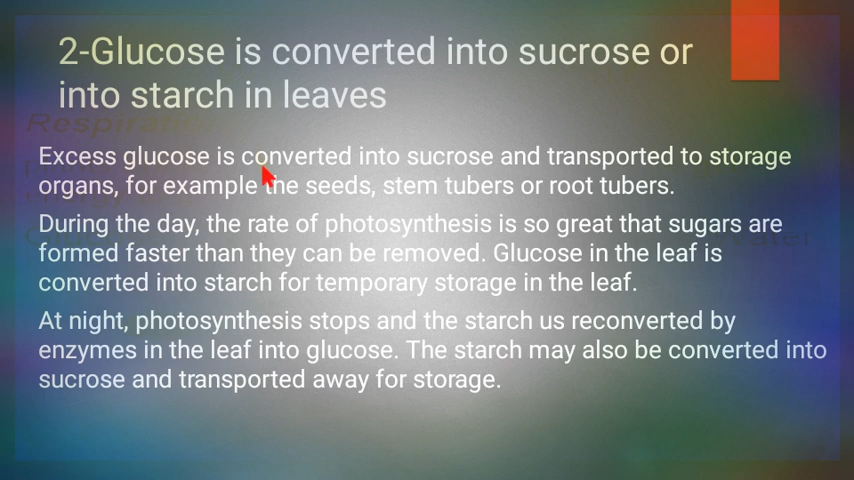 2-Glucose is converted into sucrose or
into starch in leaves
Respirati
Excess glucose is converted into sucrose and transported to storage
organs, for example the seeds, stem tubers or root tubers.
During the day, the rate of photosynthesis is so great that sugars are
formed faster than they can be removed. Glucose in the leaf is
converted into starch for temporary storage in the leaf.
At night, photosynthesis stops and the starch us reconverted by
enzymes in the leaf into glucose. The starch may also be converted into
sucrose and transported away for storage.